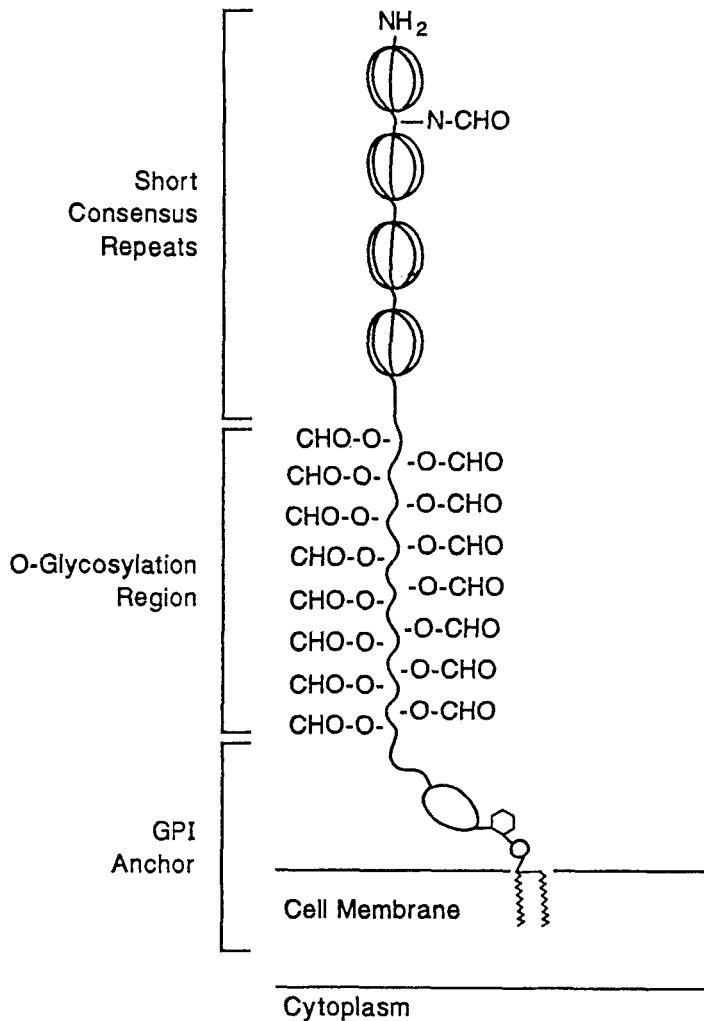 NH2
-N-CHO
Short
Consensus
Repeats
CHO-O-
-O-CHO
CHO-O-
-O-CHO
CHO-O-
-O-CHO
CHO-O-
O-Glycosylation
Region
-O-CHO
CHO-O-
-O-CHO
CHO-O-
-O-CHO
CHO-O-
-O-CHO
CHO-O-
GPI
Anchor
Cell Membrane
Cytoplasm